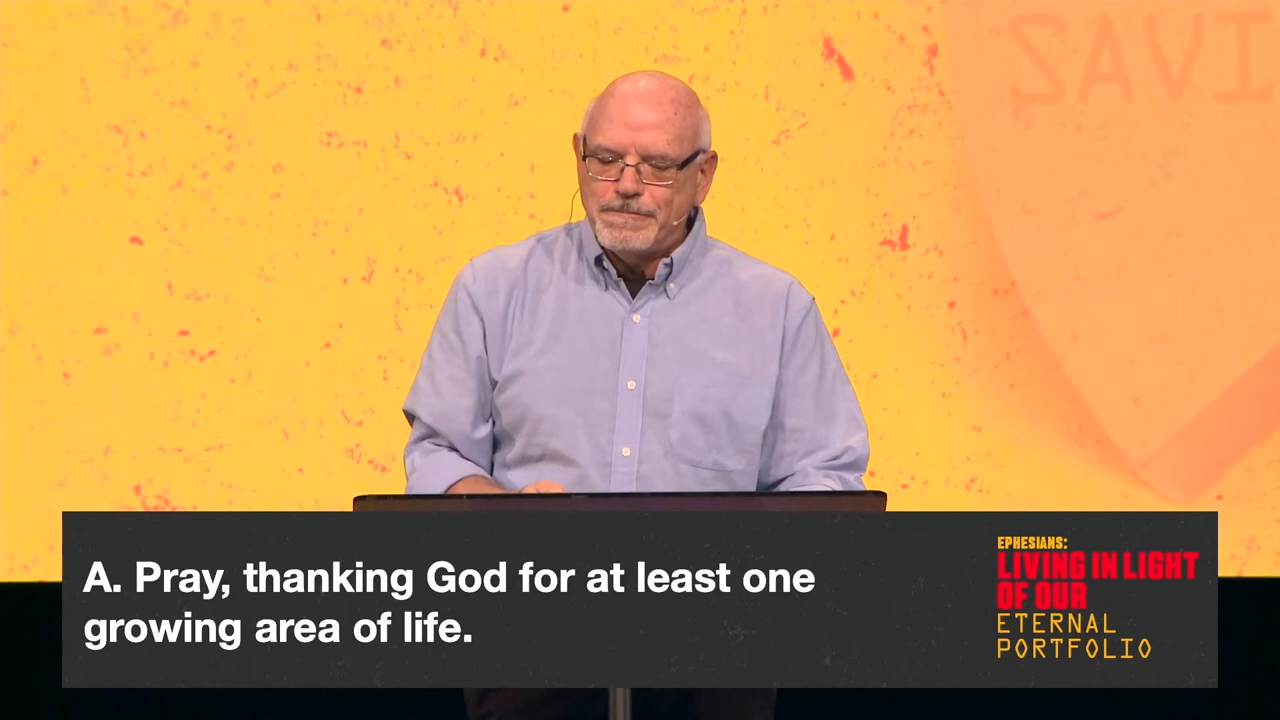 SAVI
A. Pray, thanking God for at least one
growing area of life.
EPHESIANS:
LIVING IN LIGHT
OF OUR
ETERNAL
PORTFOLIO